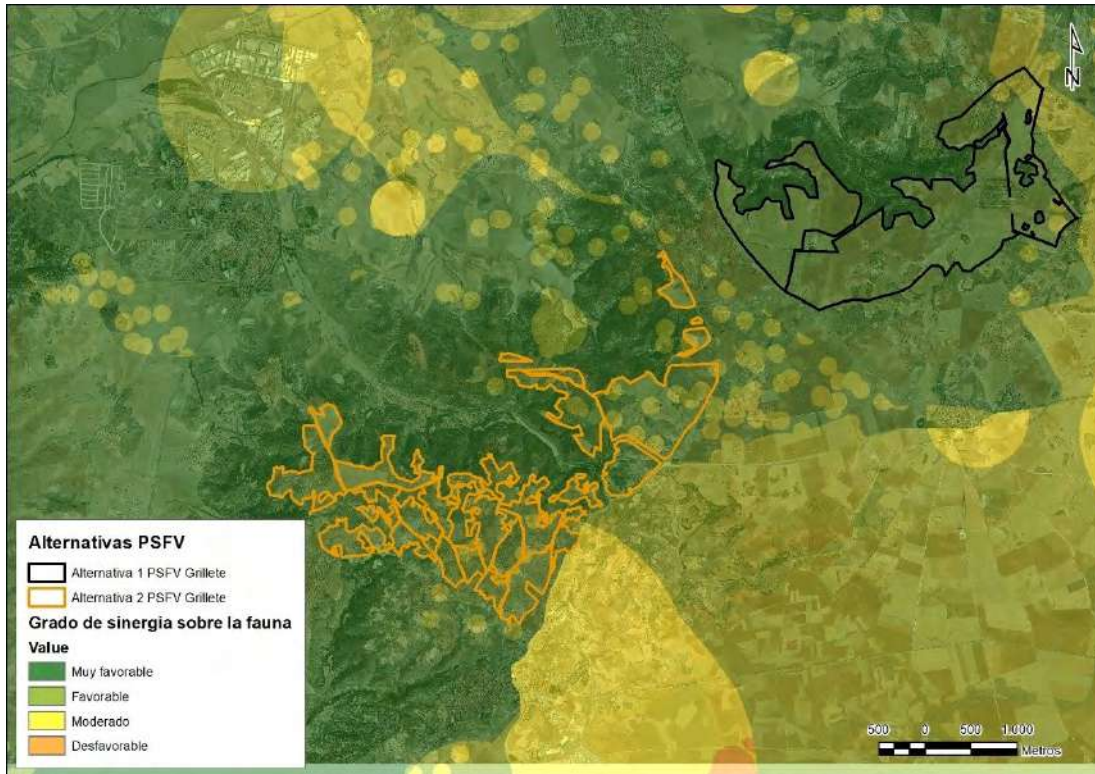 N
Alternativas PSFV
Alternativa 1 PSFV Grillete
Alternativa 2 PSFV Grillete
Grado de sinergia sobre la fauna
Value
Muy favorable
Favorable
Moderado
Desfavorable
500 0 500 1.000
Metros